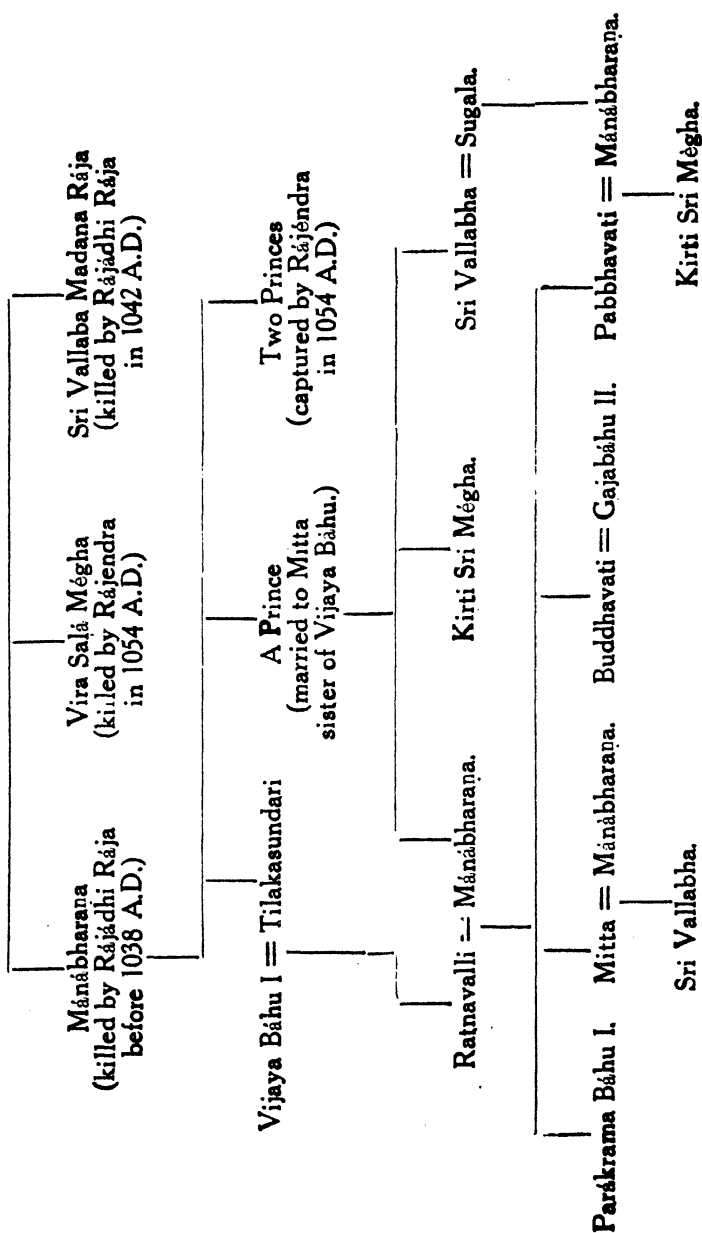 Mánábharana
(killed by Rájádhi Rája
before 1038 A.D.)
Vira Salá Mégha
(killed by Rájendra
in 1054 A.D.)
Sri Vallaba Madana Rája
(killed by Rájádhi Rája
in 1042 A.D.)
Vijaya Báhu I = Tilakasundari
A Prince
(married to Mitta
sister of Vijaya Báhu.)
Two Princes
(captured by Rájéndra
in 1054 A.D.)
Ratnavalli = Mánábharaṇa.
Kirti Sri Mégha.
Sri Vallabha = Sugala.
Parákrama Báhu I.
Mitta = Mánábharaṇa.
Buddhavati = Gajabáhu II.
Pabbhavati = Mánábharaṇa.
Sri Vallabha.
Kirti Sri Mègha.